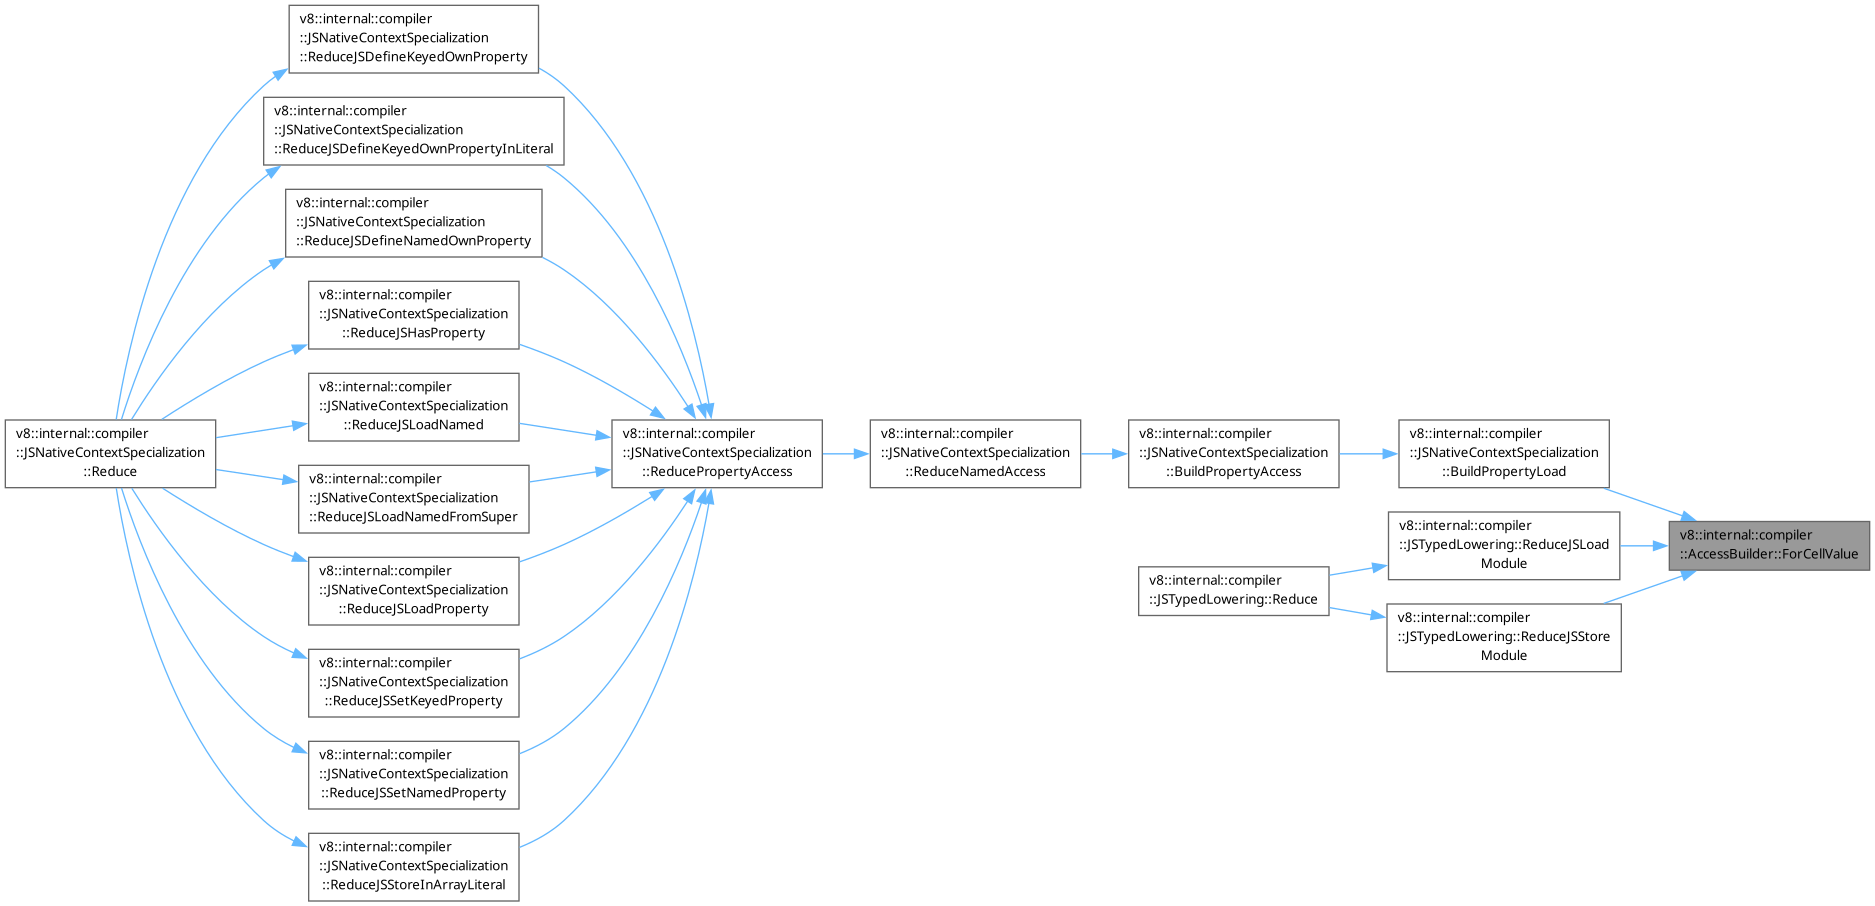 v8::internal::compiler
::JSNativeContextSpecialization
::ReduceJSDefineKeyedOwnProperty
v8::internal::compiler
::JSNativeContextSpecialization
::ReduceJSDefineKeyedOwnPropertyInLiteral
v8::internal::compiler
::JSNativeContextSpecialization
::ReduceJSDefineNamedOwnProperty
v8::internal::compiler
::JSNativeContextSpecialization
::ReduceJSHasProperty
v8::internal::compiler
::JSNativeContextSpecialization
::ReduceJSLoadNamed
v8::internal::compiler
::JSNativeContextSpecialization
::Reduce
v8::internal::compiler
::JSNativeContextSpecialization
::ReducePropertyAccess
v8::internal::compiler
::JSNativeContextSpecialization
::ReduceNamedAccess
v8::internal::compiler
::JSNativeContextSpecialization
::BuildPropertyAccess
v8::internal::compiler
::JSNativeContextSpecialization
::BuildPropertyLoad
v8::internal::compiler
::JSNativeContextSpecialization
::ReduceJSLoadNamedFromSuper
v8::internal::compiler
::JSTypedLowering::ReduceJSLoad
Module
v8::internal::compiler
::AccessBuilder::ForCellValue
v8::internal::compiler
::JSNativeContextSpecialization
::ReduceJSLoadProperty
v8::internal::compiler
::JSTypedLowering::Reduce
v8::internal::compiler
::JSTypedLowering::ReduceJSStore
Module
v8::internal::compiler
::JSNativeContextSpecialization
::ReduceJSSetKeyedProperty
v8::internal::compiler
::JSNativeContextSpecialization
::ReduceJSSetNamedProperty
v8::internal::compiler
::JSNativeContextSpecialization
::ReduceJSStoreInArrayLiteral